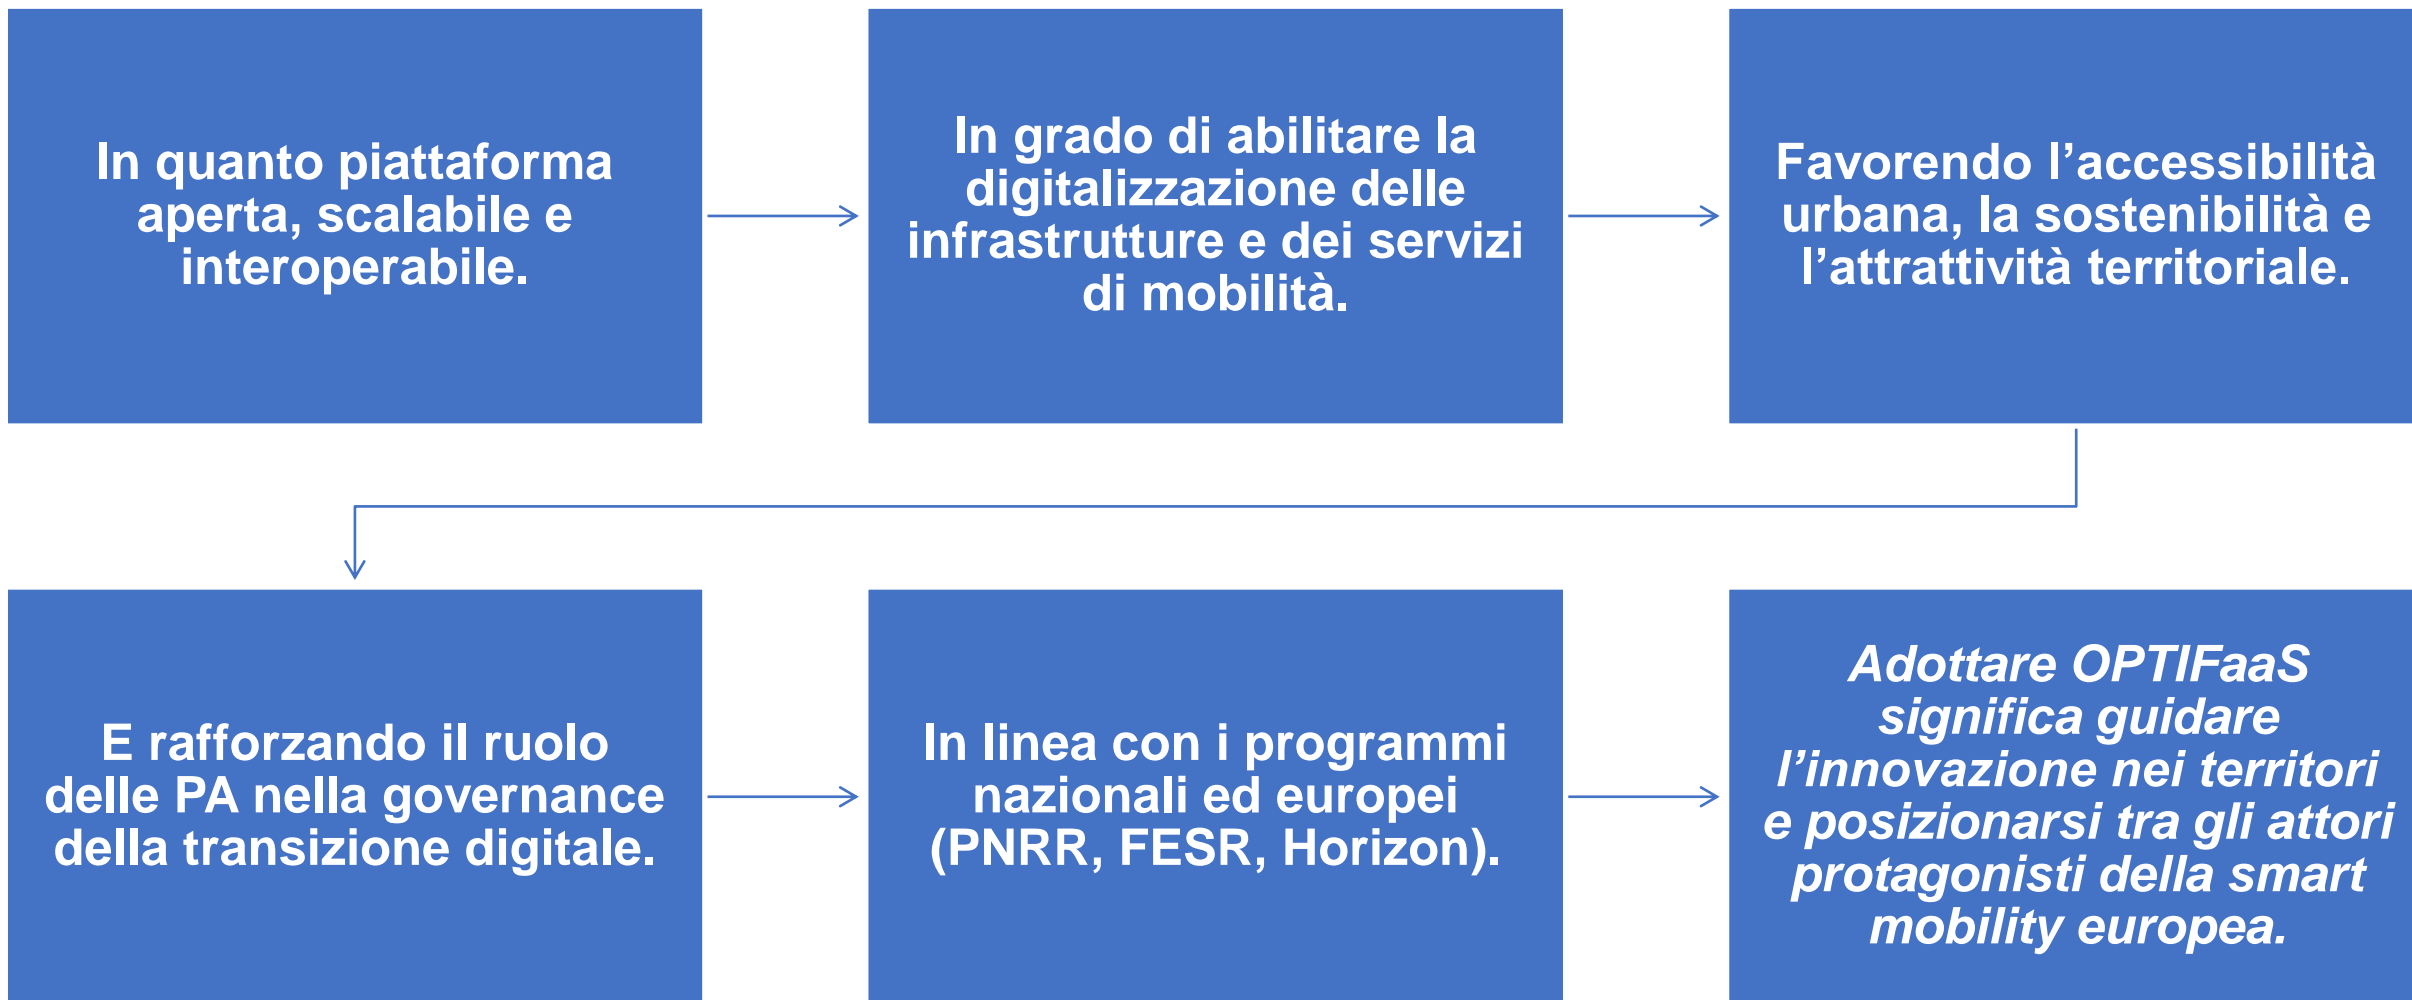 In quanto piattaforma
aperta, scalabile e
interoperabile.
In grado di abilitare la
digitalizzazione delle
infrastrutture e dei servizi
di mobilità.
Favorendo l’accessibilità
urbana, la sostenibilità e
l’attrattività territoriale.
E rafforzando il ruolo
delle PA nella governance
della transizione digitale.
In linea con i programmi
nazionali ed europei
(PNRR, FESR, Horizon).
Adottare OPTIFaaS
significa guidare
l’innovazione nei territori
e posizionarsi tra gli attori
protagonisti della smart
mobility europea.